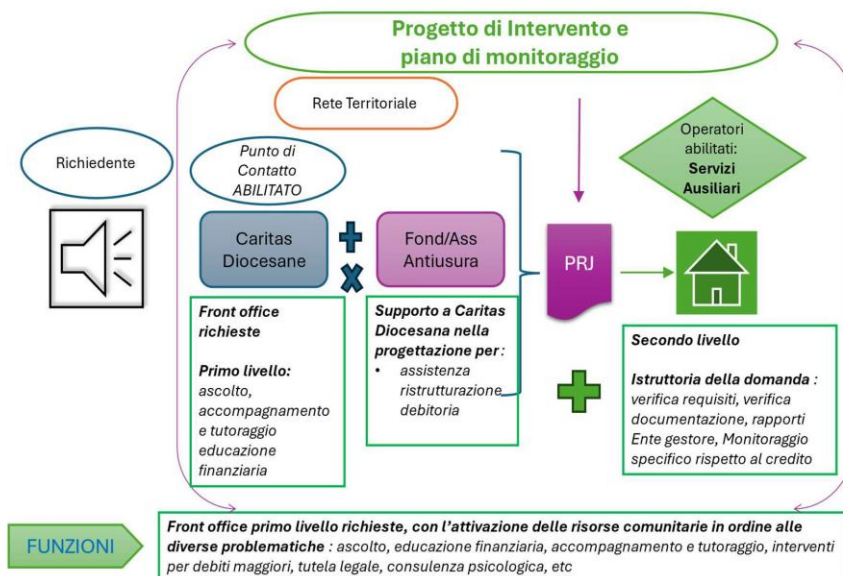 Progetto di Intervento e
piano di monitoraggio
Rete Territoriale
Richiedente
Punto di
Contatto
ABILITATO
Operatori
abilitati:
Servizi
Ausiliari
Caritas
Diocesane
Fond/Ass
Antiusura
PRJ
Front office
richieste
Primo livello:
ascolto,
accompagnamento
e tutoraggio
educazione
finanziaria
Supporto a Caritas
Diocesana nella
progettazione per :
• assistenza
ristrutturazione
debitoria
Secondo livello
Istruttoria della domanda :
verifica requisiti, verifica
documentazione, rapporti
Ente gestore, Monitoraggio
specifico rispetto al credito
FUNZIONI
Front office primo livello richieste, con l’attivazione delle risorse comunitarie in ordine alle
diverse problematiche : ascolto, educazione finanziaria, accompagnamento e tutoraggio, interventi
per debiti maggiori, tutela legale, consulenza psicologica, etc